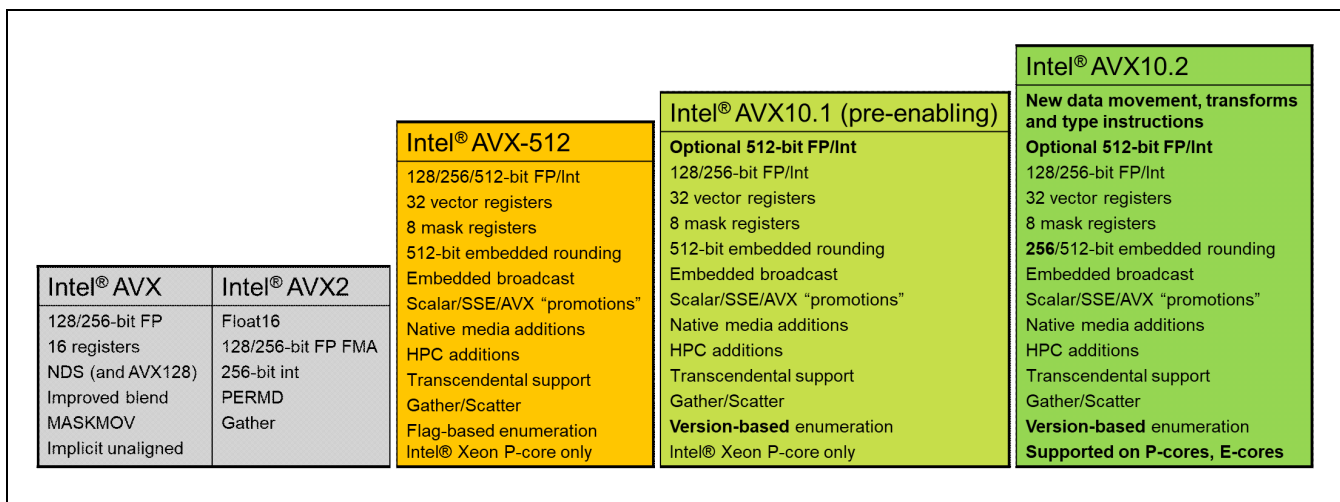 Intel® AVX
128/256-bit FP
16 registers
NDS (and AVX128)
Improved blend
MASKMOV
Implicit unaligned
Intel® AVX2
Float16
128/256-bit FP FMA
256-bit int
PERMD
Gather
Intel® AVX-512
128/256/512-bit FP/Int
32 vector registers
8 mask registers
512-bit embedded rounding
Embedded broadcast
Scalar/SSE/AVX “promotions”
Native media additions
HPC additions
Transcendental support
Gather/Scatter
Flag-based enumeration
Intel® Xeon P-core only
Intel® AVX10.1 (pre-enabling)
Optional 512-bit FP/Int
128/256-bit FP/Int
32 vector registers
8 mask registers
512-bit embedded rounding
Embedded broadcast
Scalar/SSE/AVX “promotions”
Native media additions
HPC additions
Transcendental support
Gather/Scatter
Version-based enumeration
Intel® Xeon P-core only
Intel® AVX10.2
New data movement, transforms
and type instructions
Optional 512-bit FP/Int
128/256-bit FP/Int
32 vector registers
8 mask registers
256/512-bit embedded rounding
Embedded broadcast
Scalar/SSE/AVX “promotions”
Native media additions
HPC additions
Transcendental support
Gather/Scatter
Version-based enumeration
Supported on P-cores, E-cores